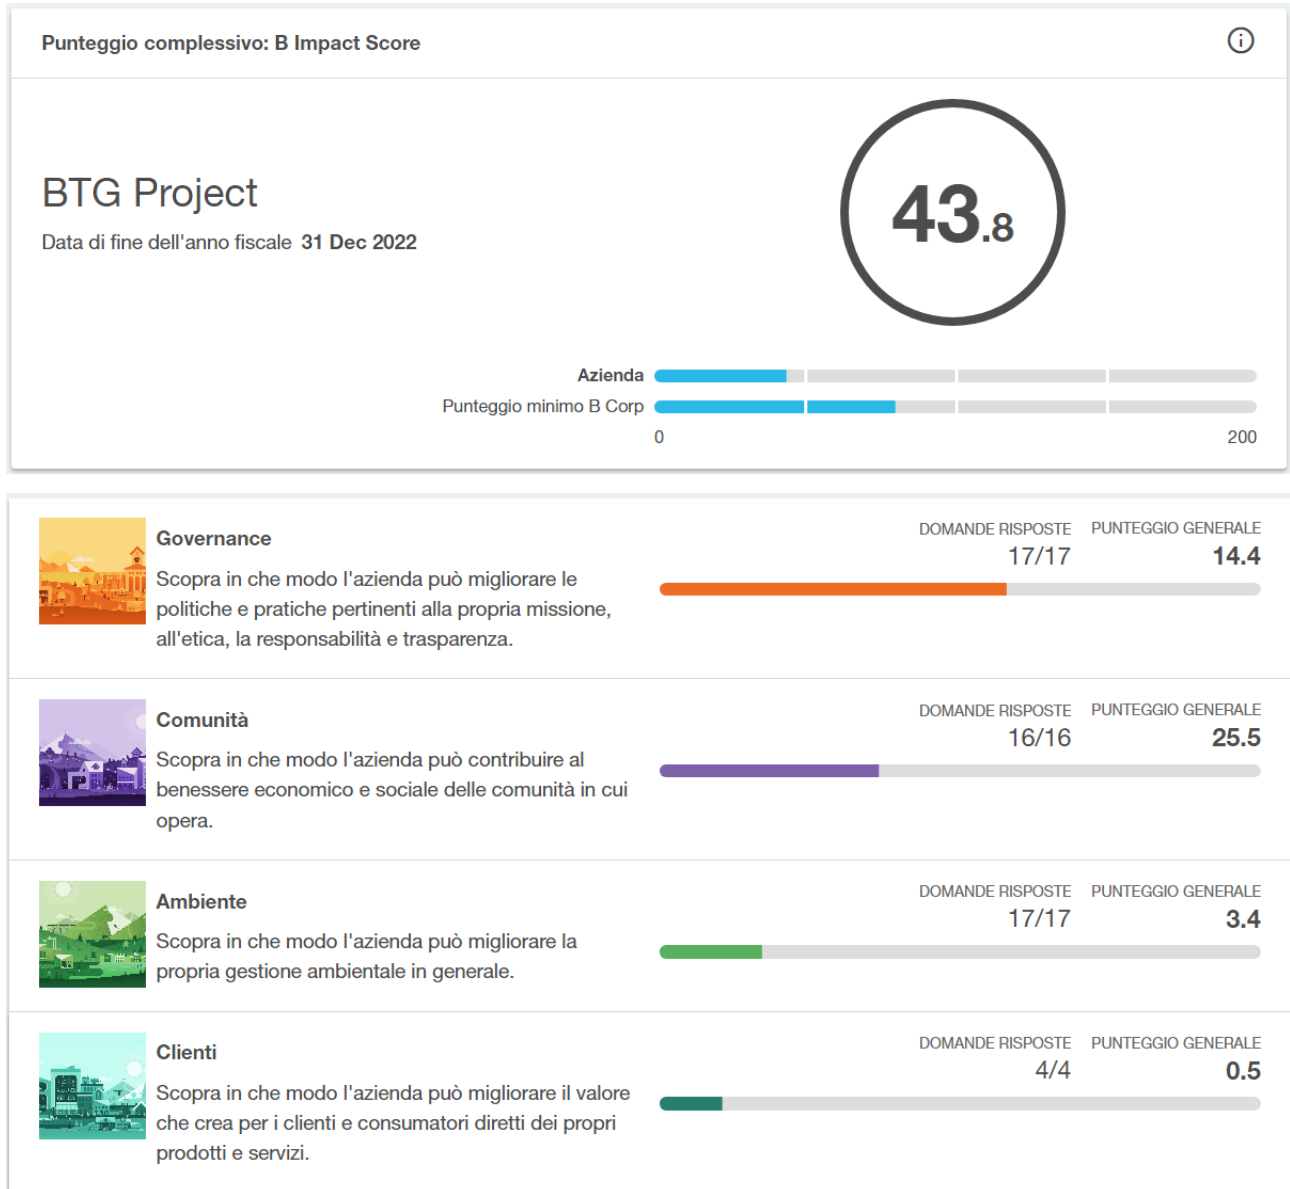 Punteggio complessivo: B Impact Score
BTG Project
Data di fine dell'anno fiscale 31 Dec 2022
43.8
Azienda
Punteggio minimo B Corp
0 200
Governance
Scopra in che modo l'azienda può migliorare le
politiche e pratiche pertinenti alla propria missione,
all'etica, la responsabilità e trasparenza.
DOMANDE RISPOSTE PUNTEGGIO GENERALE
17/17 14.4
Comunità
Scopra in che modo l'azienda può contribuire al
benessere economico e sociale delle comunità in cui
opera.
DOMANDE RISPOSTE PUNTEGGIO GENERALE
16/16 25.5
Ambiente
Scopra in che modo l'azienda può migliorare la
propria gestione ambientale in generale.
DOMANDE RISPOSTE PUNTEGGIO GENERALE
17/17 3.4
Clienti
Scopra in che modo l'azienda può migliorare il valore
che crea per i clienti e consumatori diretti dei propri
prodotti e servizi.
DOMANDE RISPOSTE PUNTEGGIO GENERALE
4/4 0.5